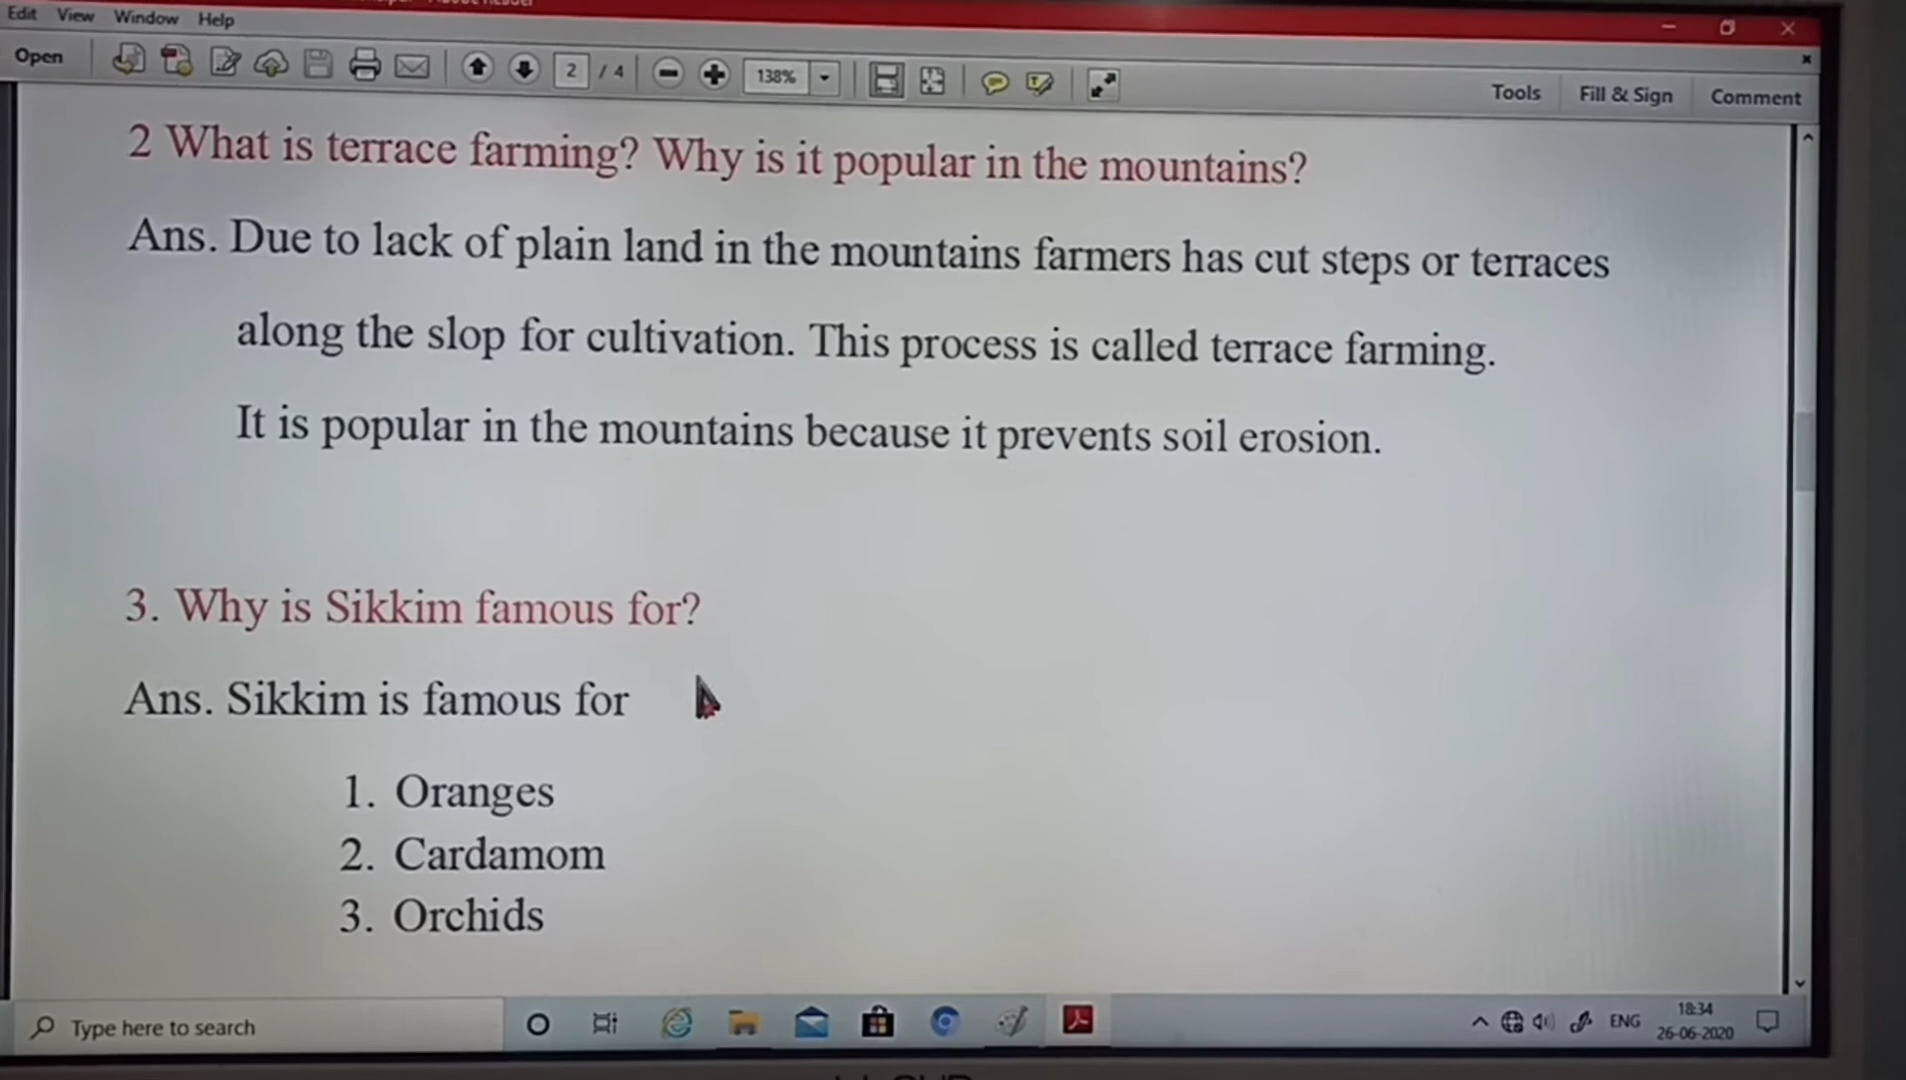 Edit View Window Help
Open 2 / 4 138% Tools Fill & Sign Comment
2 What is terrace farming? Why is it popular in the mountains?
Ans. Due to lack of plain land in the mountains farmers has cut steps or terraces
along the slop for cultivation. This process is called terrace farming.
It is popular in the mountains because it prevents soil erosion.
3. Why is Sikkim famous for?
Ans. Sikkim is famous for
1. Oranges
2. Cardamom
3. Orchids
Type here to search
ENG
18:34
26-06-2020